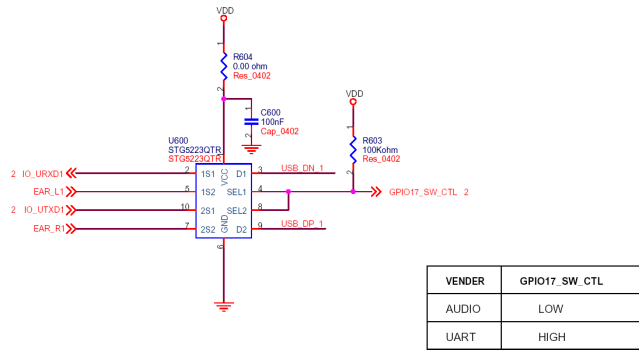 VDD
1
R604
0.00 ohm
Res_0402
2
VDD
1
C600
100nF
Cap_0402
2
1
R603
100Kohm
Res_0402
2
U600
STG5223QTR
STG5223QTR
1
2 IO_URXD1 2 1S1 VCC D1 3 USB_DN_1
EAR_L1 5 1S2 SEL1 4 GPIO17_SW_CTL 2
2 IO_UTXD1 10 2S1 SEL2 8
EAR_R1 7 2S2 GND D2 9 USB_DP_1
6
VENDER GPIO17_SW_CTL
AUDIO LOW
UART HIGH